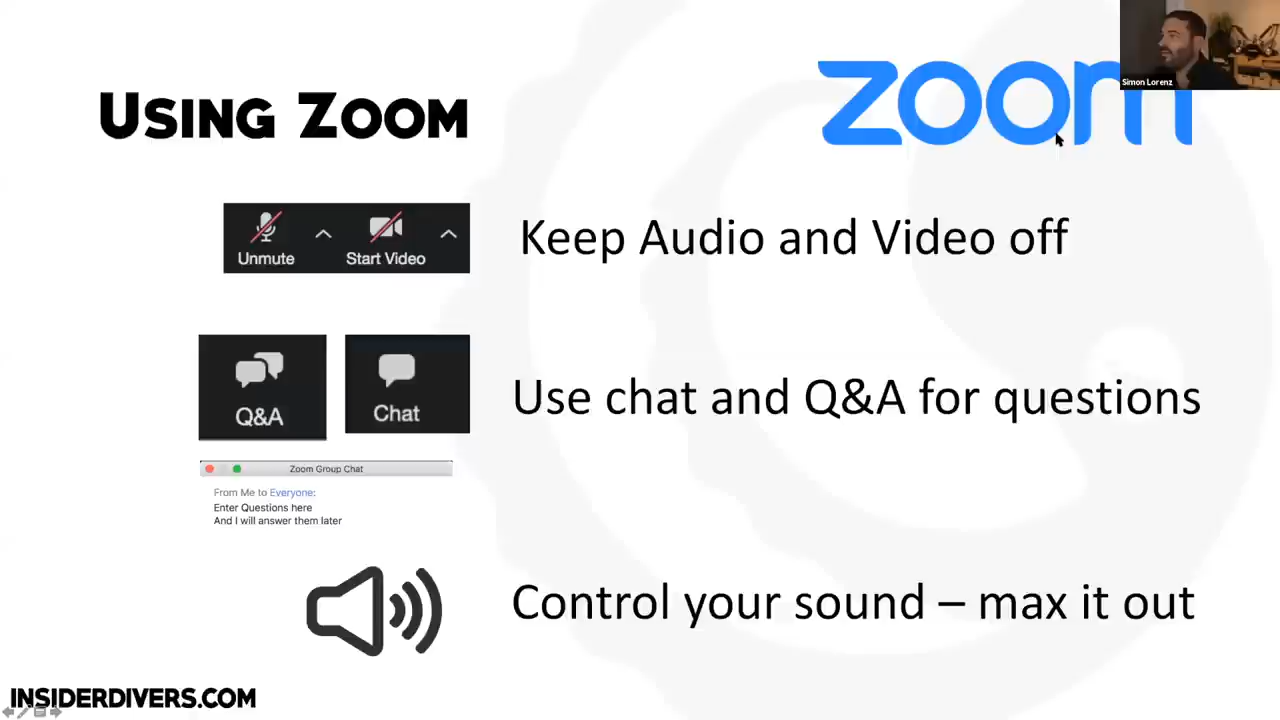 USING ZOOM
zoom
Simon Lorenz
Unmute
Start Video
Keep Audio and Video off
Q&A
Chat
Use chat and Q&A for questions
Zoom Group Chat
From Me to Everyone:
Enter Questions here
And I will answer them later
Control your sound – max it out
INSIDERDIVERS.COM